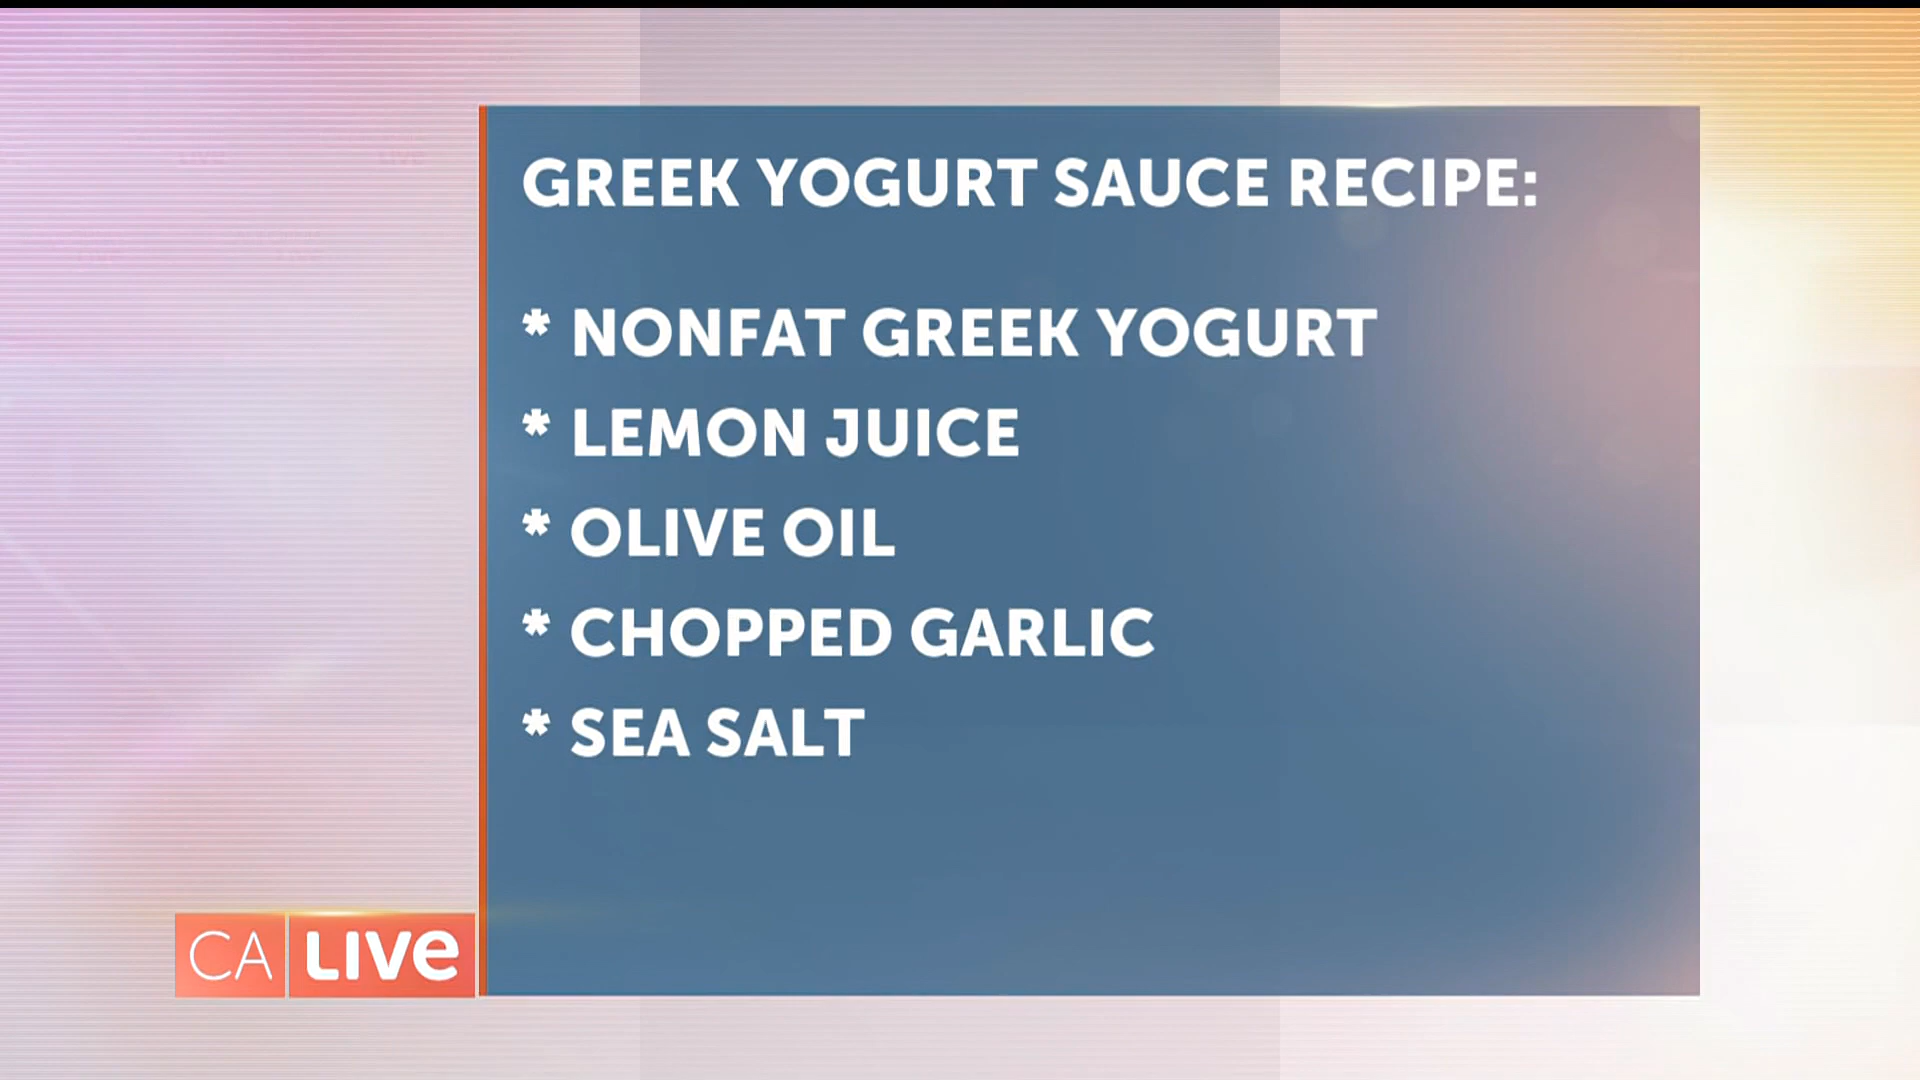 GREEK YOGURT SAUCE RECIPE:
* NONFAT GREEK YOGURT
* LEMON JUICE
* OLIVE OIL
* CHOPPED GARLIC
* SEA SALT
CA LIVE